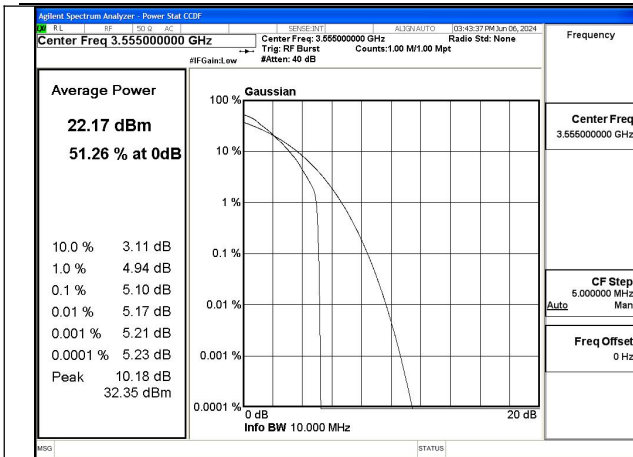 Agilent Spectrum Analyzer - Power Stat CCDF
RL RF 50 Ω AC SENSE:INT ALIGN AUTO 03:43:37 PM Jun 06, 2024
Center Freq 3.555000000 GHz
Center Freq: 3.555000000 GHz Radio Std: None
Trig: RF Burst Counts:1.00 M/1.00 Mpt
#IFGain:Low #Atten: 40 dB
Frequency
Average Power
22.17 dBm
51.26 % at 0dB
10.0 % 3.11 dB
1.0 % 4.94 dB
0.1 % 5.10 dB
0.01 % 5.17 dB
0.001 % 5.21 dB
0.0001 % 5.23 dB
Peak 10.18 dB
32.35 dBm
Gaussian
100 %
10 %
1 %
0.1 %
0.01 %
0.001 %
0.0001 %
0 dB 20 dB
Info BW 10.000 MHz
Center Freq
3.555000000 GHz
CF Step
5.000000 MHz
Auto Man
Freq Offset
0 Hz
MSG STATUS